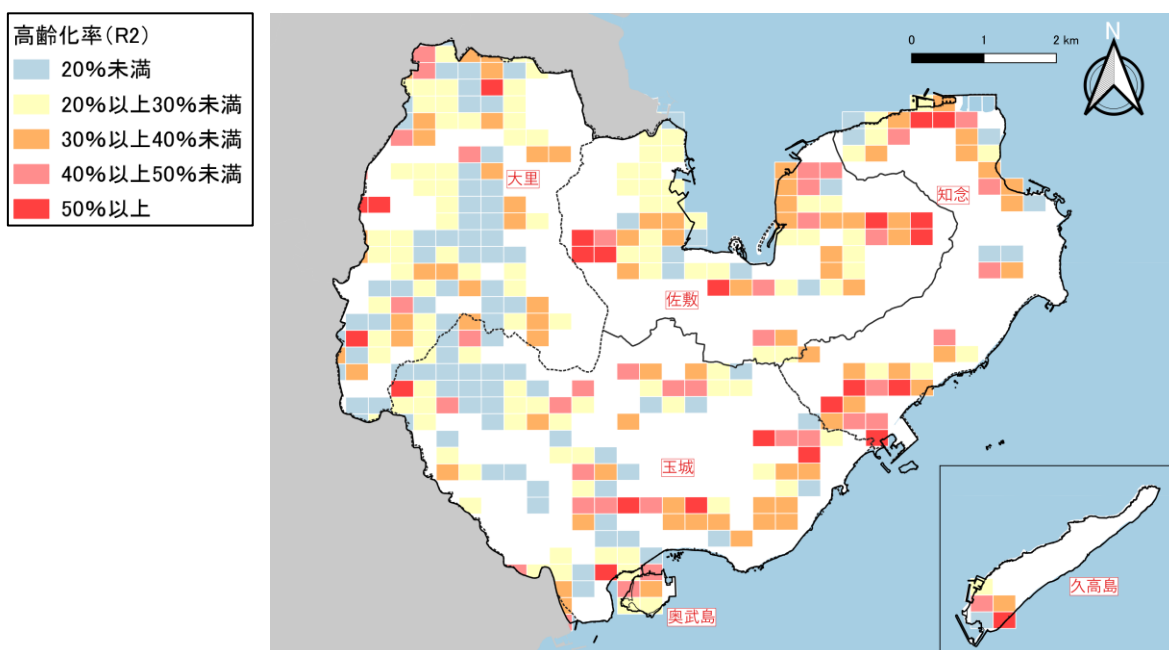 高齢化率(R2)
20%未満
20%以上30%未満
30%以上40%未満
40%以上50%未満
50%以上
0 1 2 km
N
大里
知念
佐敷
玉城
奥武島
久高島